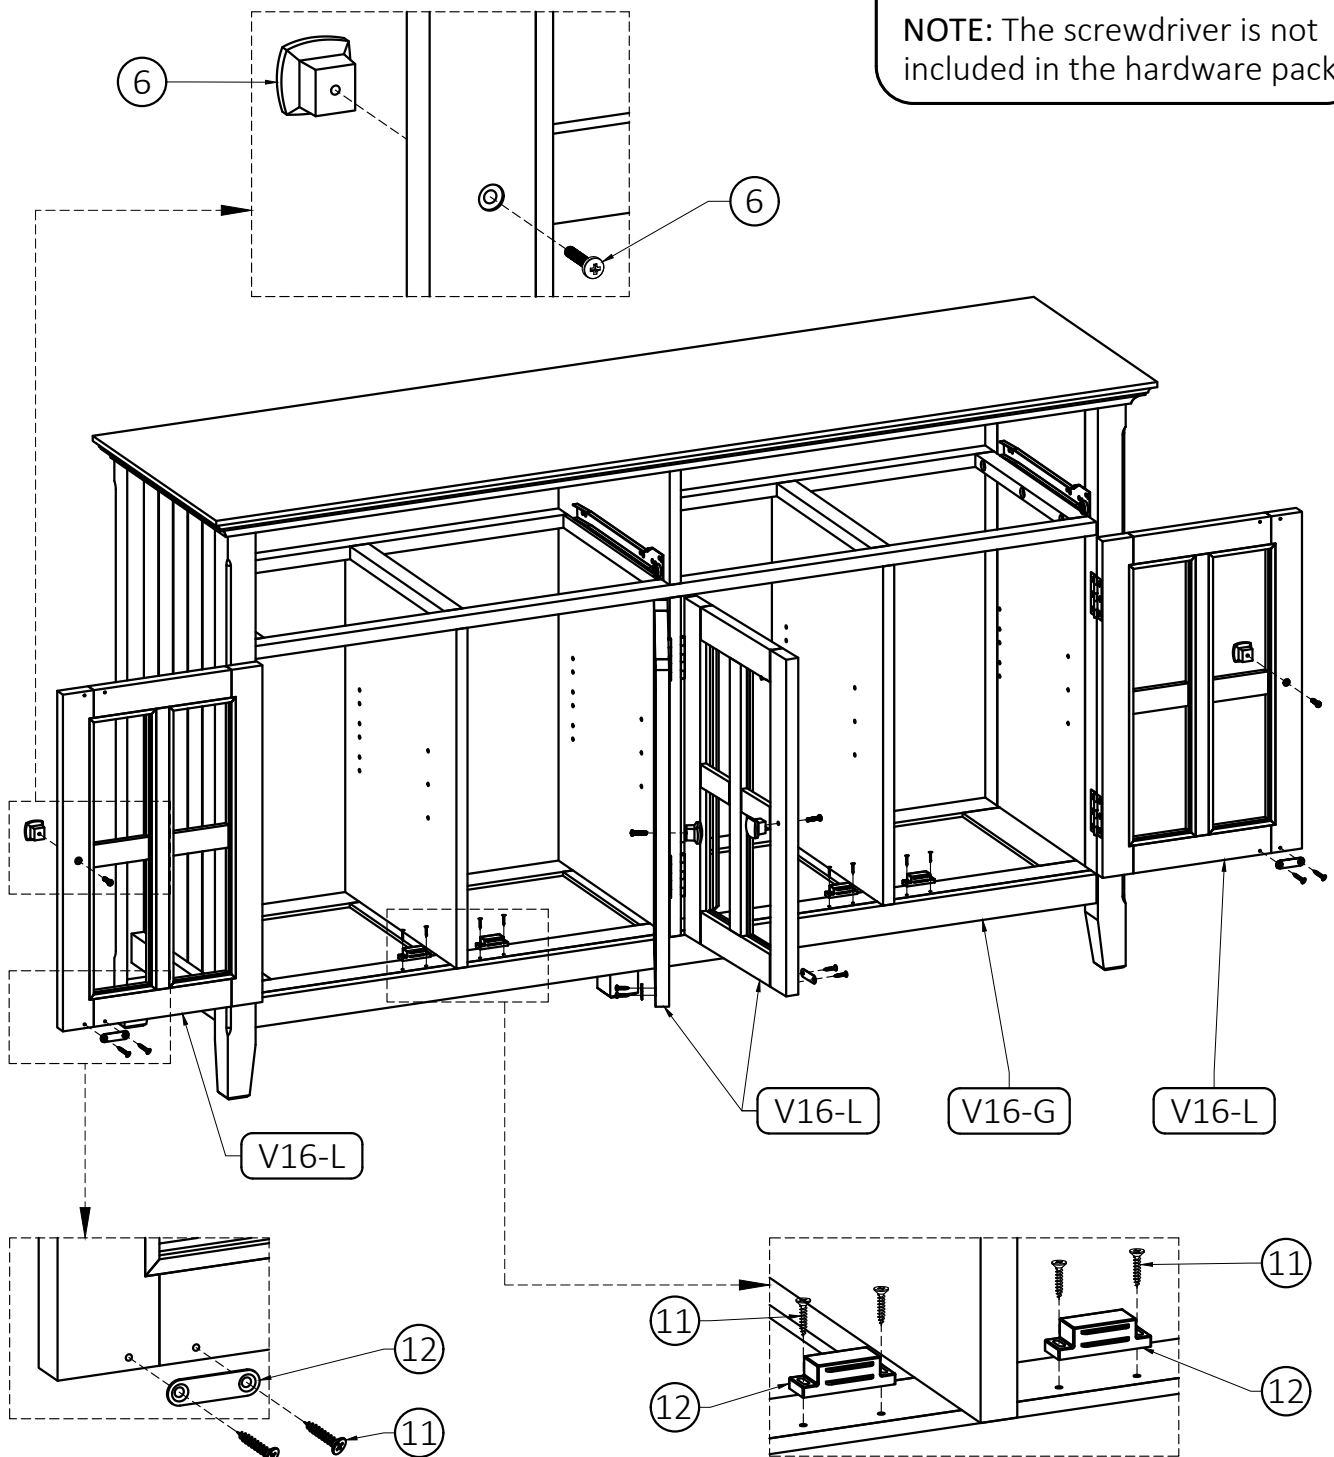 NOTE: The screwdriver is not
included in the hardware pack
6
6
V16-L
V16-G
V16-L
V16-L
12
11
11
12
11
12